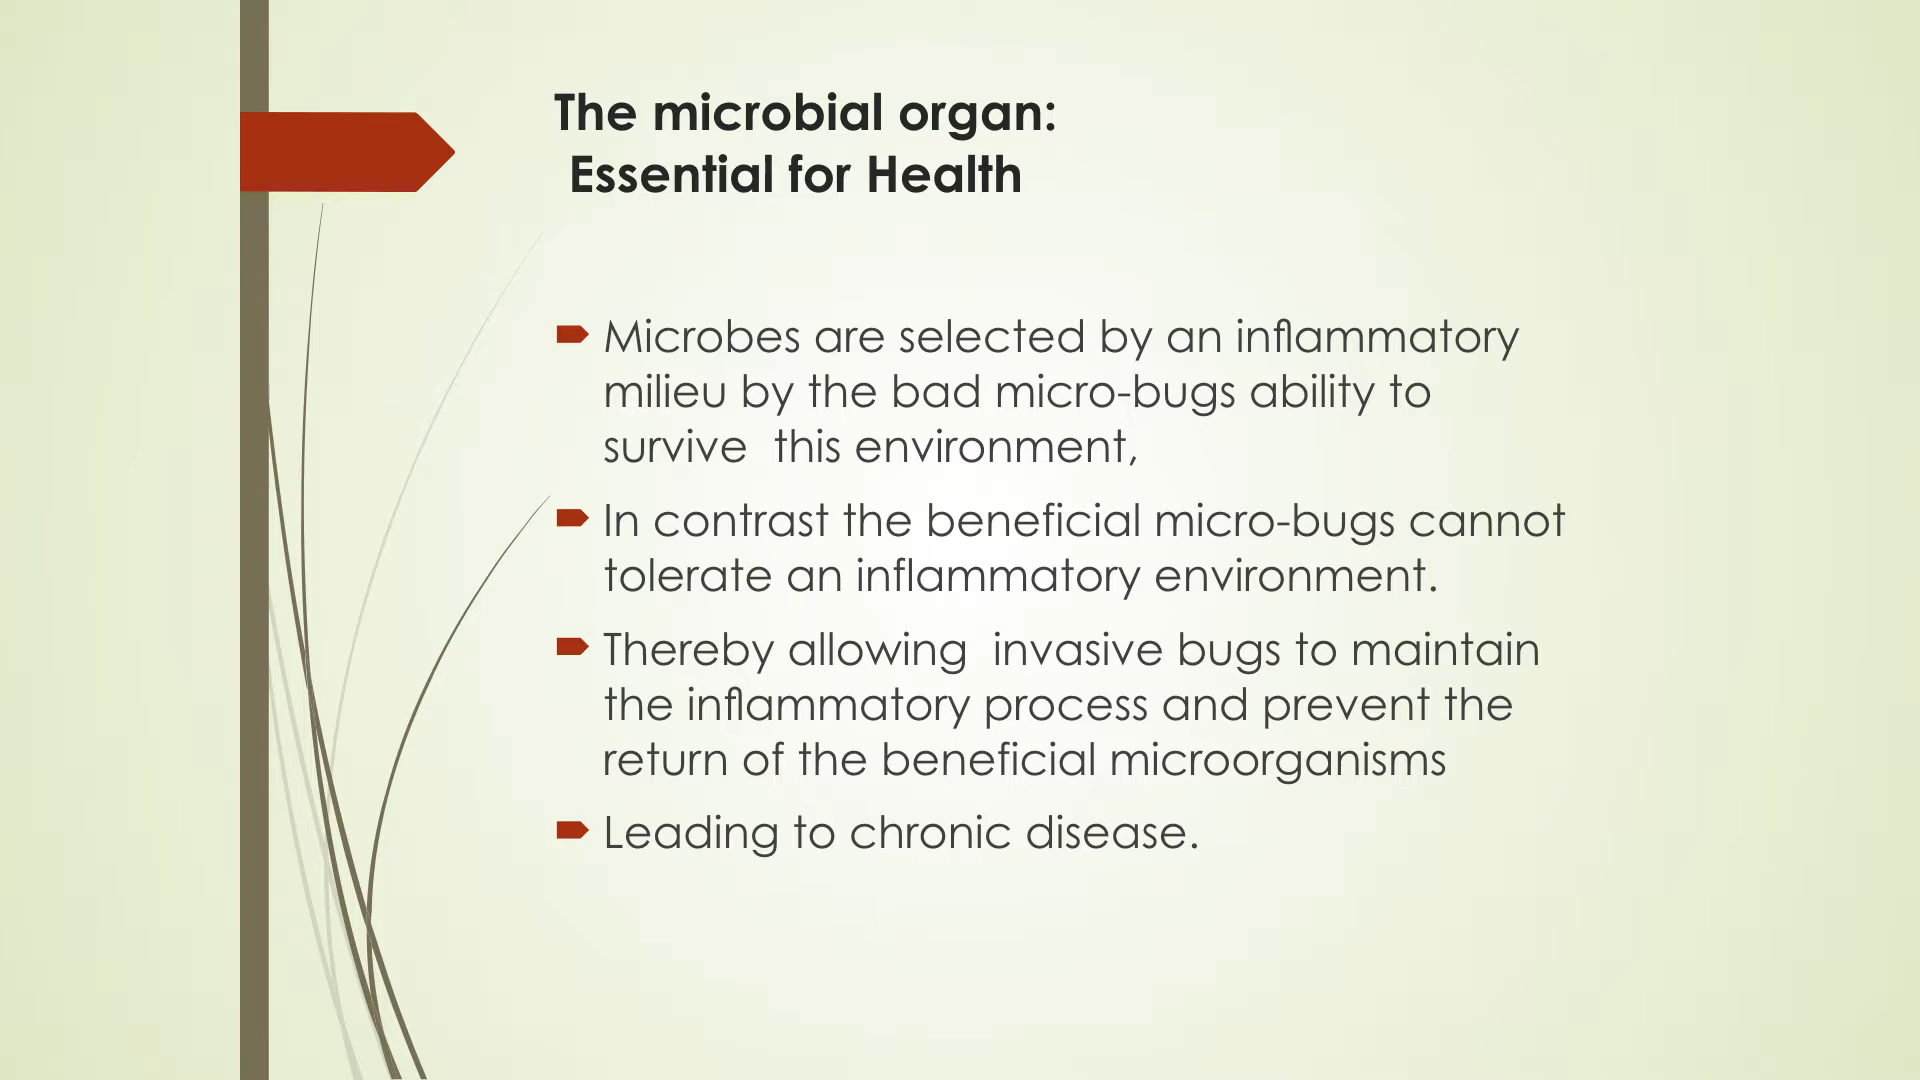 The microbial organ:
Essential for Health
Microbes are selected by an inflammatory
milieu by the bad micro-bugs ability to
survive  this environment,
In contrast the beneficial micro-bugs cannot
tolerate an inflammatory environment.
Thereby allowing  invasive bugs to maintain
the inflammatory process and prevent the
return of the beneficial microorganisms
Leading to chronic disease.